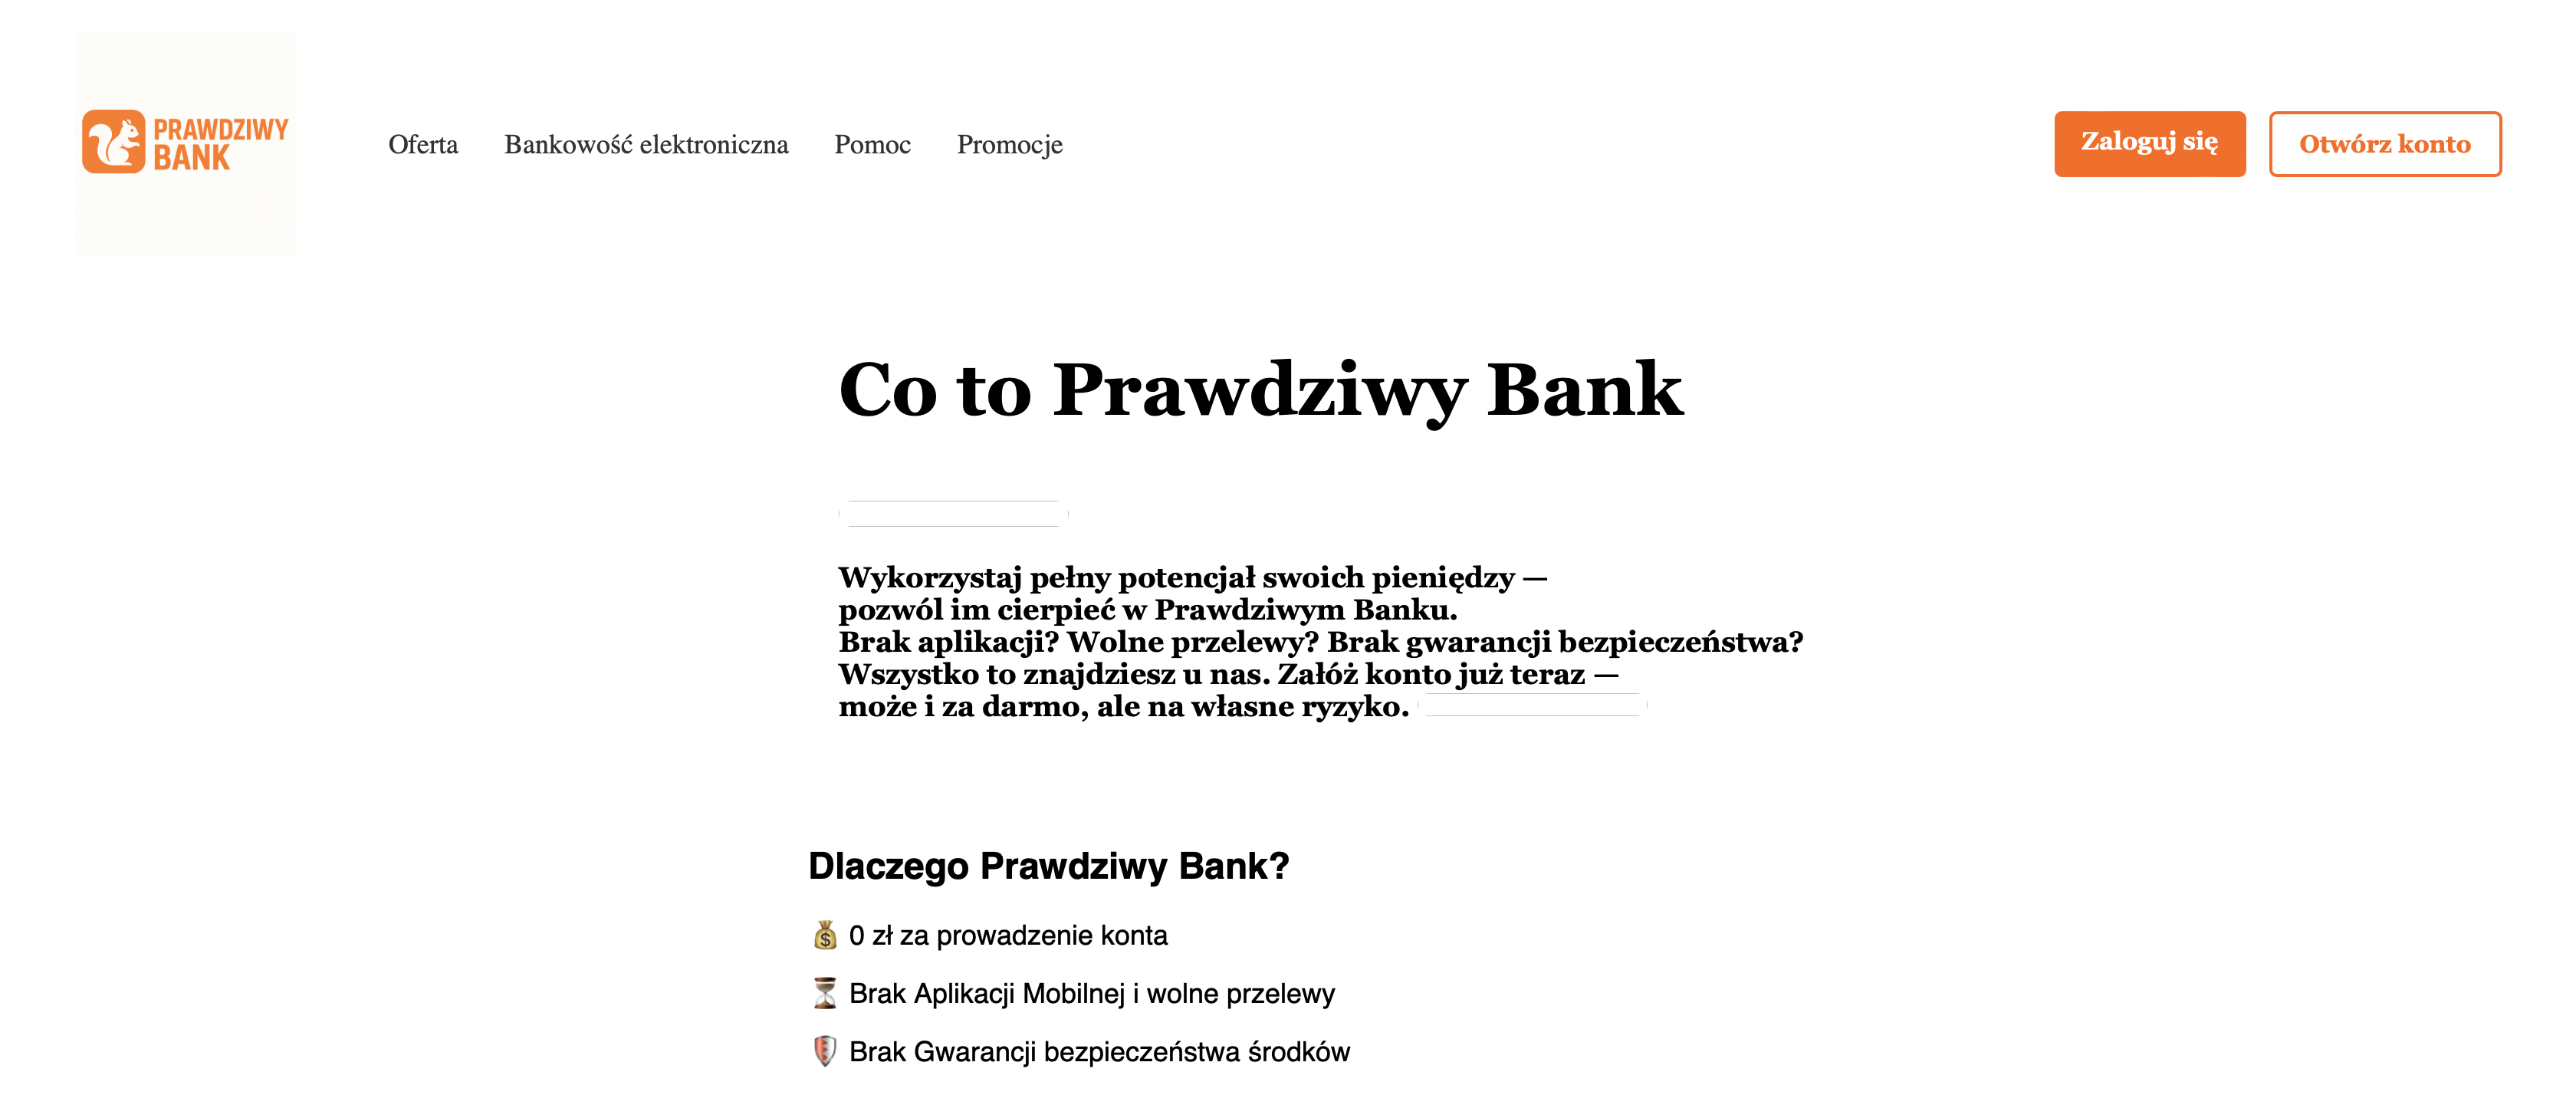 PRAWDZIWY
BANK
Oferta
Bankowość elektroniczna
Pomoc
Promocje
Zaloguj się
Otwórz konto
Co to Prawdziwy Bank
Wykorzystaj pełny potencjał swoich pieniędzy —
pozwól im cierpieć w Prawdziwym Banku.
Brak aplikacji? Wolne przelewy? Brak gwarancji bezpieczeństwa?
Wszystko to znajdziesz u nas. Załóż konto już teraz —
może i za darmo, ale na własne ryzyko.
Dlaczego Prawdziwy Bank?
💰 0 zł za prowadzenie konta
⏳ Brak Aplikacji Mobilnej i wolne przelewy
🛡️ Brak Gwarancji bezpieczeństwa środków